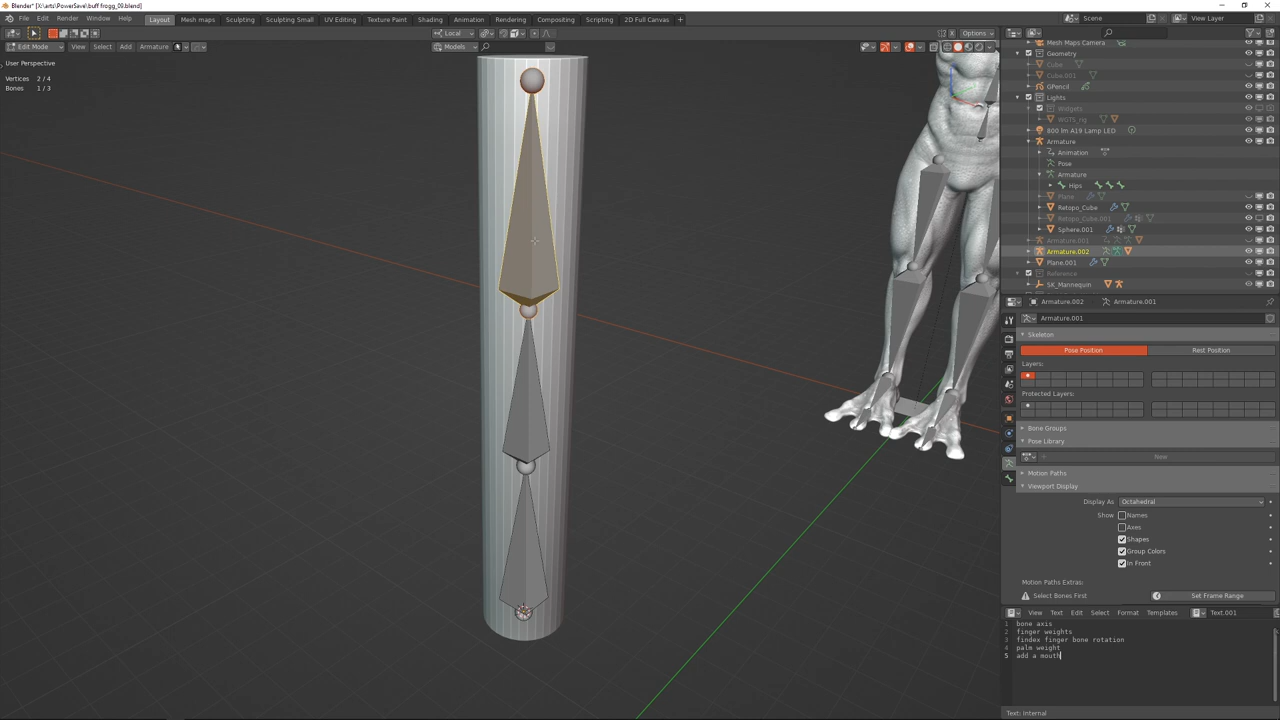 Blender* [X:\arts\PowerSave\buff frogg_09.blend]
File Edit Render Window Help Layout Mesh maps Sculpting Sculpting UV Editing Texture Paint Shading Animation Rendering Compositing Scripting 2D Full Canvas + Scene View Layer
Local Options
Edit Mode View Select Add Armature Models
User Perspective
Vertices 2 / 4
Bones 1 / 3
Mesh Maps Camera
Geometry
Cube
Cube.001
GPencil
Lights
Widgets
WGTS_rig
800 lm A19 Lamp LED
Armature
Animation
Pose
Armature
Hips
Plane
Retopo_Cube
Retopo_Cube.001
Sphere.001
Armature.001
Armature.002
Plane.001
Reference
SK_Mannequin
Armature.002 Armature.001
Armature.001
Skeleton
Pose Position Rest Position
Layers:
Protected Layers:
Bone Groups
Pose Library
+ New
Motion Paths
Viewport Display
Display As Octahedral
Show Names
Axes
Shapes
Group Colors
In Front
Motion Paths Extras:
Select Bones First Set Frame Range
View Text Edit Select Format Templates Text.001
1 bone axis
2 finger weights
3 findex finger bone rotation
4 palm weight
5 add a mouth
Text: Internal